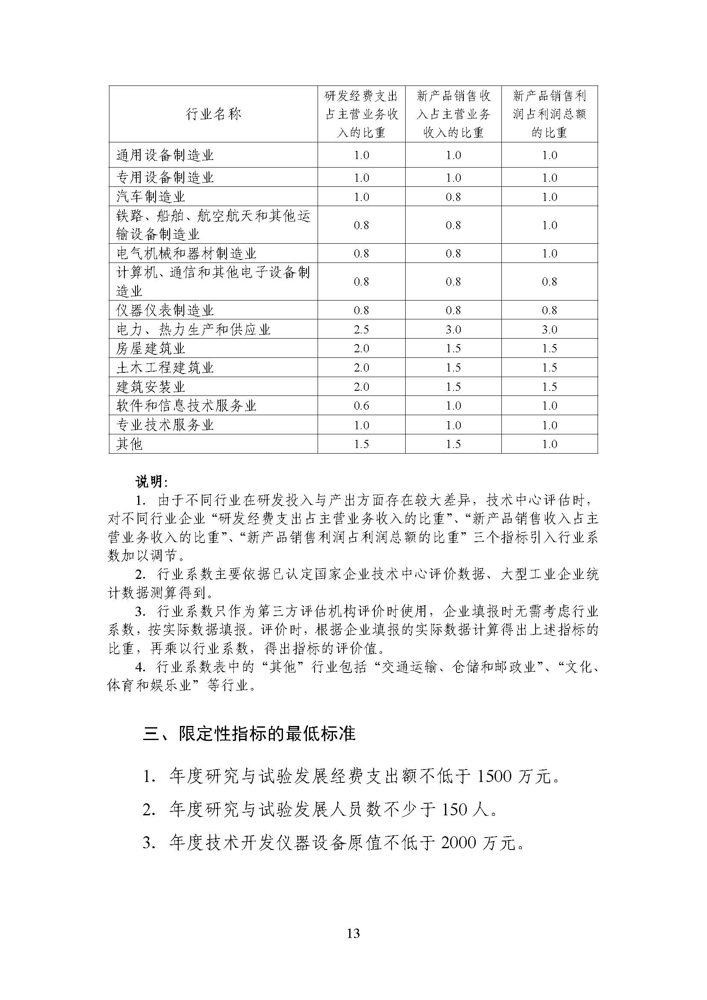 行业名称
研发经费支出
占主营业务收
入的比重
新产品销售收
入占主营业务
收入的比重
新产品销售利
润占利润总额
的比重
通用设备制造业 1.0 1.0 1.0
专用设备制造业 1.0 1.0 1.0
汽车制造业 1.0 0.8 1.0
铁路、船舶、航空航天和其他运
输设备制造业 0.8 0.8 1.0
电气机械和器材制造业 0.8 0.8 1.0
计算机、通信和其他电子设备制
造业 0.8 0.8 0.8
仪器仪表制造业 0.8 0.8 0.8
电力、热力生产和供应业 2.5 3.0 3.0
房屋建筑业 2.0 1.5 1.5
土木工程建筑业 2.0 1.5 1.5
建筑安装业 2.0 1.5 1.5
软件和信息技术服务业 0.6 1.0 1.0
专业技术服务业 1.0 1.0 1.0
其他 1.5 1.5 1.0
说明：
1. 由于不同行业在研发投入与产出方面存在较大差异，技术中心评估时，
对不同行业企业“研发经费支出占主营业务收入的比重”、“新产品销售收入占主
营业务收入的比重”、“新产品销售利润占利润总额的比重”三个指标引入行业系
数加以调节。
2. 行业系数主要依据已认定国家企业技术中心评价数据、大型工业企业统
计数据测算得到。
3. 行业系数只作为第三方评估机构评价时使用，企业填报时无需考虑行业
系数，按实际数据填报。评价时，根据企业填报的实际数据计算得出上述指标的
比重，再乘以行业系数，得出指标的评价值。
4. 行业系数表中的“其他”行业包括“交通运输、仓储和邮政业”、“文化、
体育和娱乐业”等行业。
三、限定性指标的最低标准
1. 年度研究与试验发展经费支出额不低于 1500 万元。
2. 年度研究与试验发展人员数不少于 150 人。
3. 年度技术开发仪器设备原值不低于 2000 万元。
13